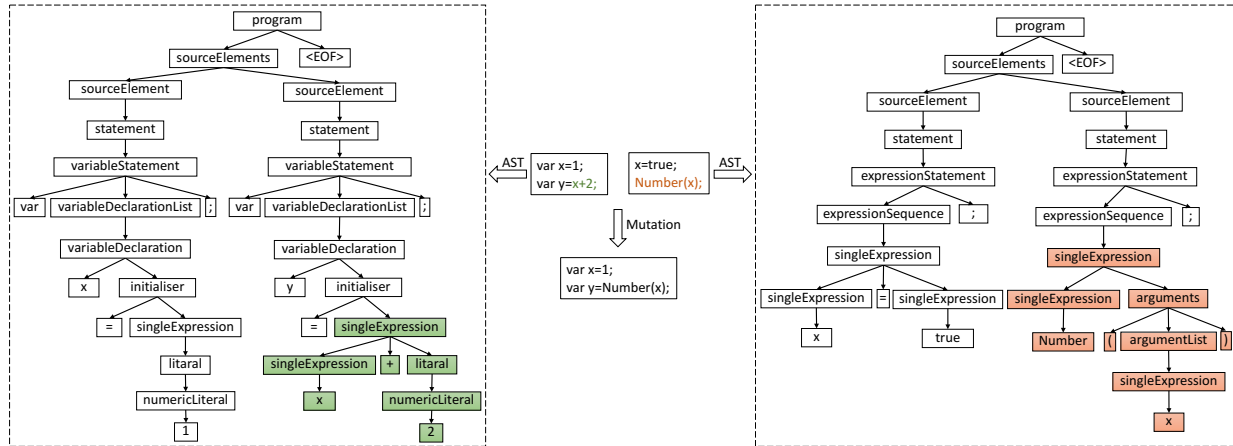 program
sourceElements <EOF>
sourceElement sourceElement
statement statement
variableStatement variableStatement
var variableDeclarationList ; var variableDeclarationList ;
variableDeclaration variableDeclaration
x initialiser y initialiser
= singleExpression = singleExpression
litaral singleExpression + litaral
numericLiteral x numericLiteral
1 2
AST
var x=1;
var y=x+2;
x=true;
Number(x);
AST
Mutation
var x=1;
var y=Number(x);
program
sourceElements <EOF>
sourceElement sourceElement
statement statement
expressionStatement expressionStatement
expressionSequence ; expressionSequence ;
singleExpression singleExpression
singleExpression = singleExpression singleExpression arguments
x true Number ( argumentList )
singleExpression
x